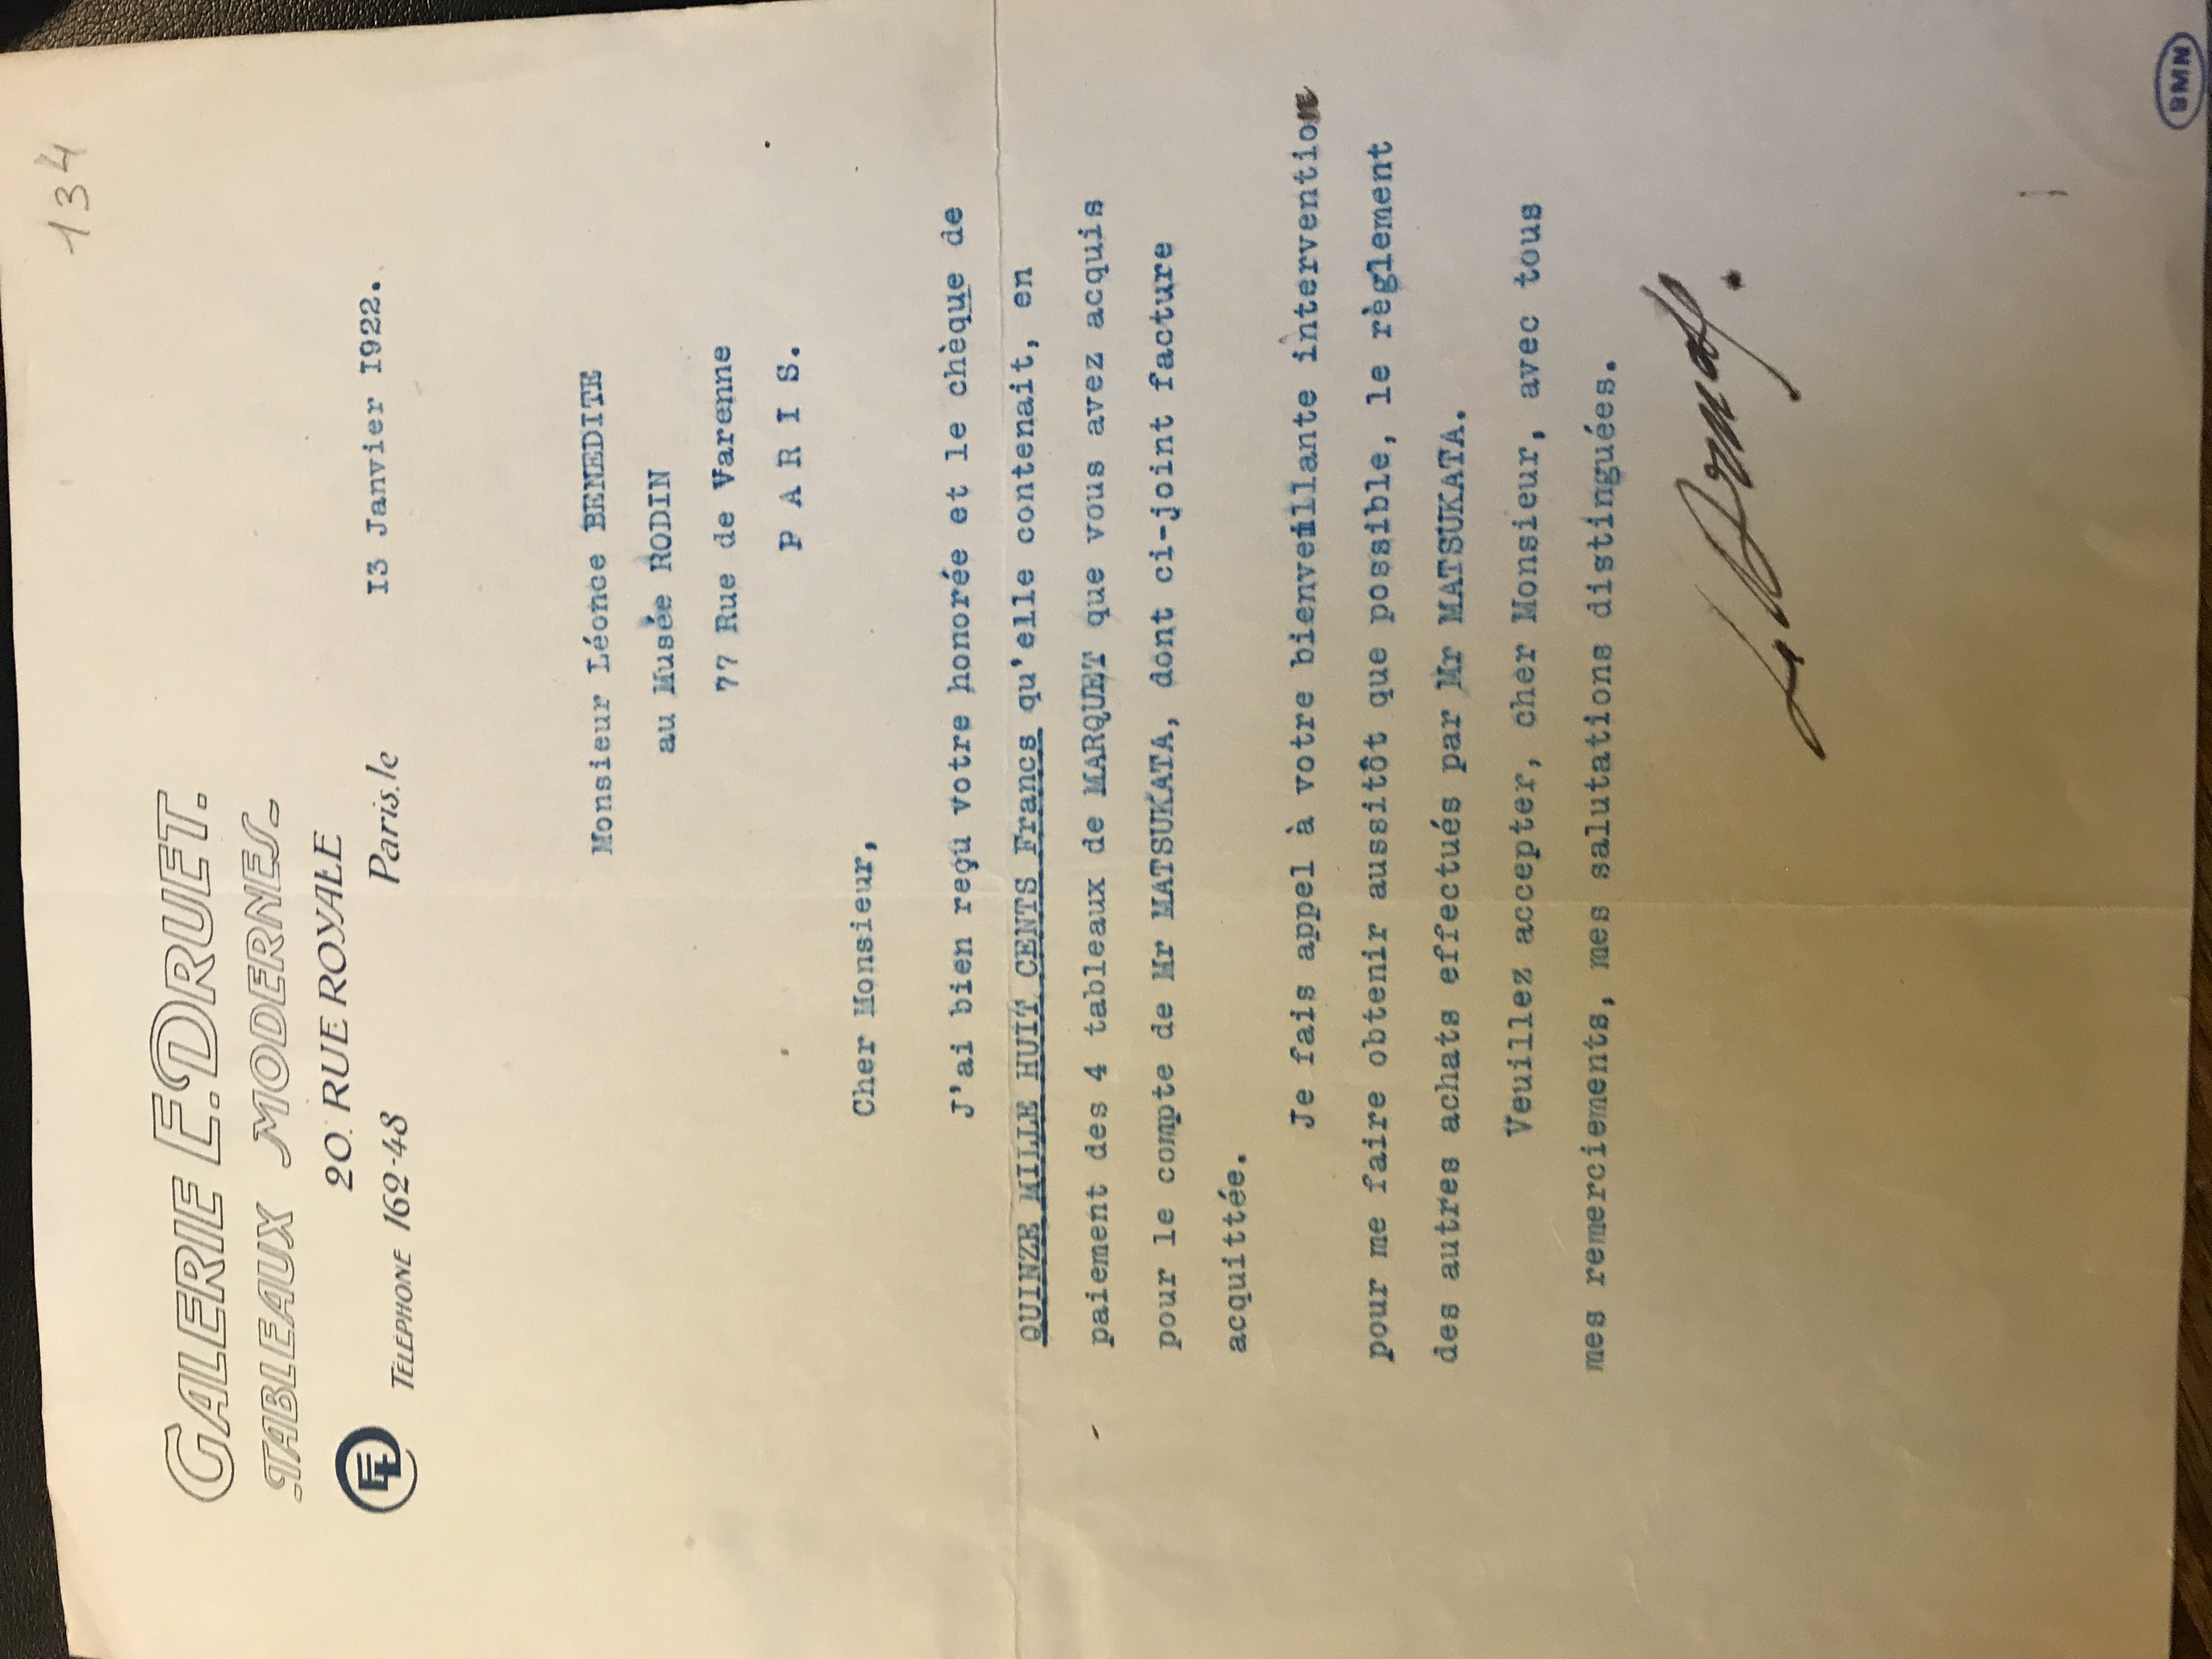 134
GALERIE E. DRUET.
TABLEAUX MODERNES.
20. RUE ROYALE
TÉLÉPHONE 162-48 Paris, le I3 Janvier I922.
Monsieur Léonce BENEDITE
au Musée RODIN
77 Rue de Varenne
P A R I S.
Cher Monsieur,
J'ai bien reçu votre honorée et le chèque de
QUINZE MILLE HUIT CENTS Francs qu'elle contenait, en
paiement des 4 tableaux de MARQUET que vous avez acquis
pour le compte de Mr MATSUKATA, dont ci-joint facture
acquittée.
Je fais appel à votre bienveillante intervention
pour me faire obtenir aussitôt que possible, le règlement
des autres achats effectués par Mr MATSUKATA.
Veuillez accepter, cher Monsieur, avec tous
mes remerciements, mes salutations distinguées.
BMN